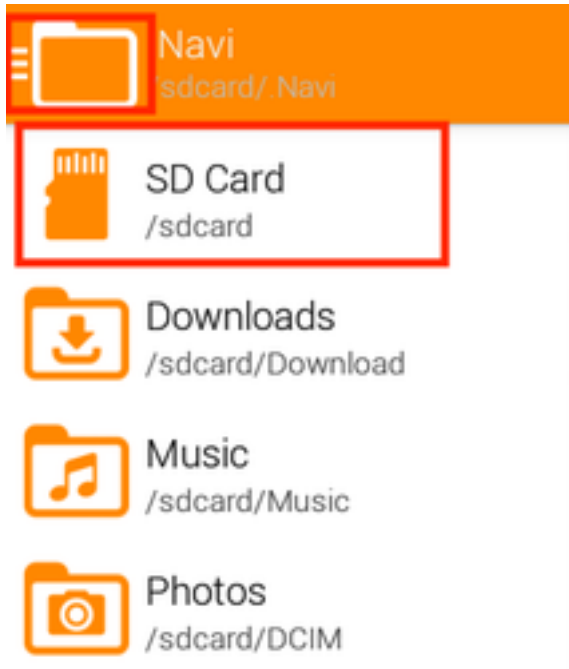 Navi
/sdcard/.Navi
SD Card
/sdcard
Downloads
/sdcard/Download
Music
/sdcard/Music
Photos
/sdcard/DCIM